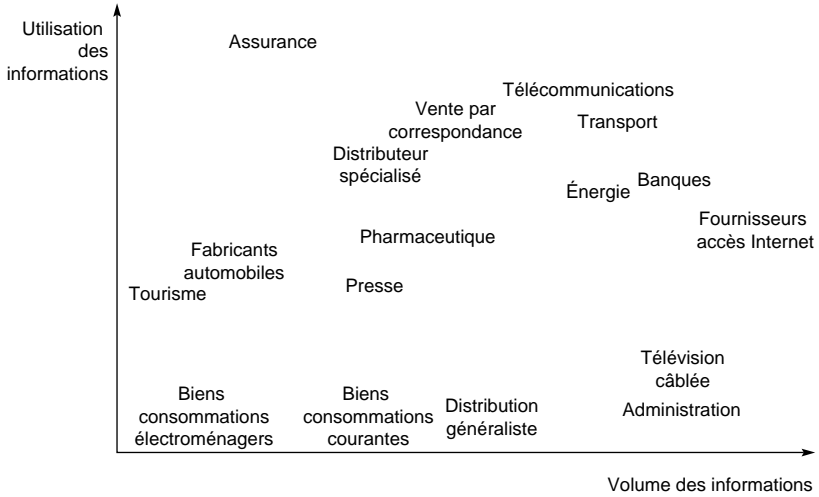 Utilisation
des
informations
Assurance
Télécommunications
Vente par
correspondance
Transport
Distributeur
spécialisé
Énergie
Banques
Fournisseurs
accès Internet
Pharmaceutique
Fabricants
automobiles
Tourisme
Presse
Télévision
câblée
Biens
consommations
électroménagers
Biens
consommations
courantes
Distribution
généraliste
Administration
Volume des informations